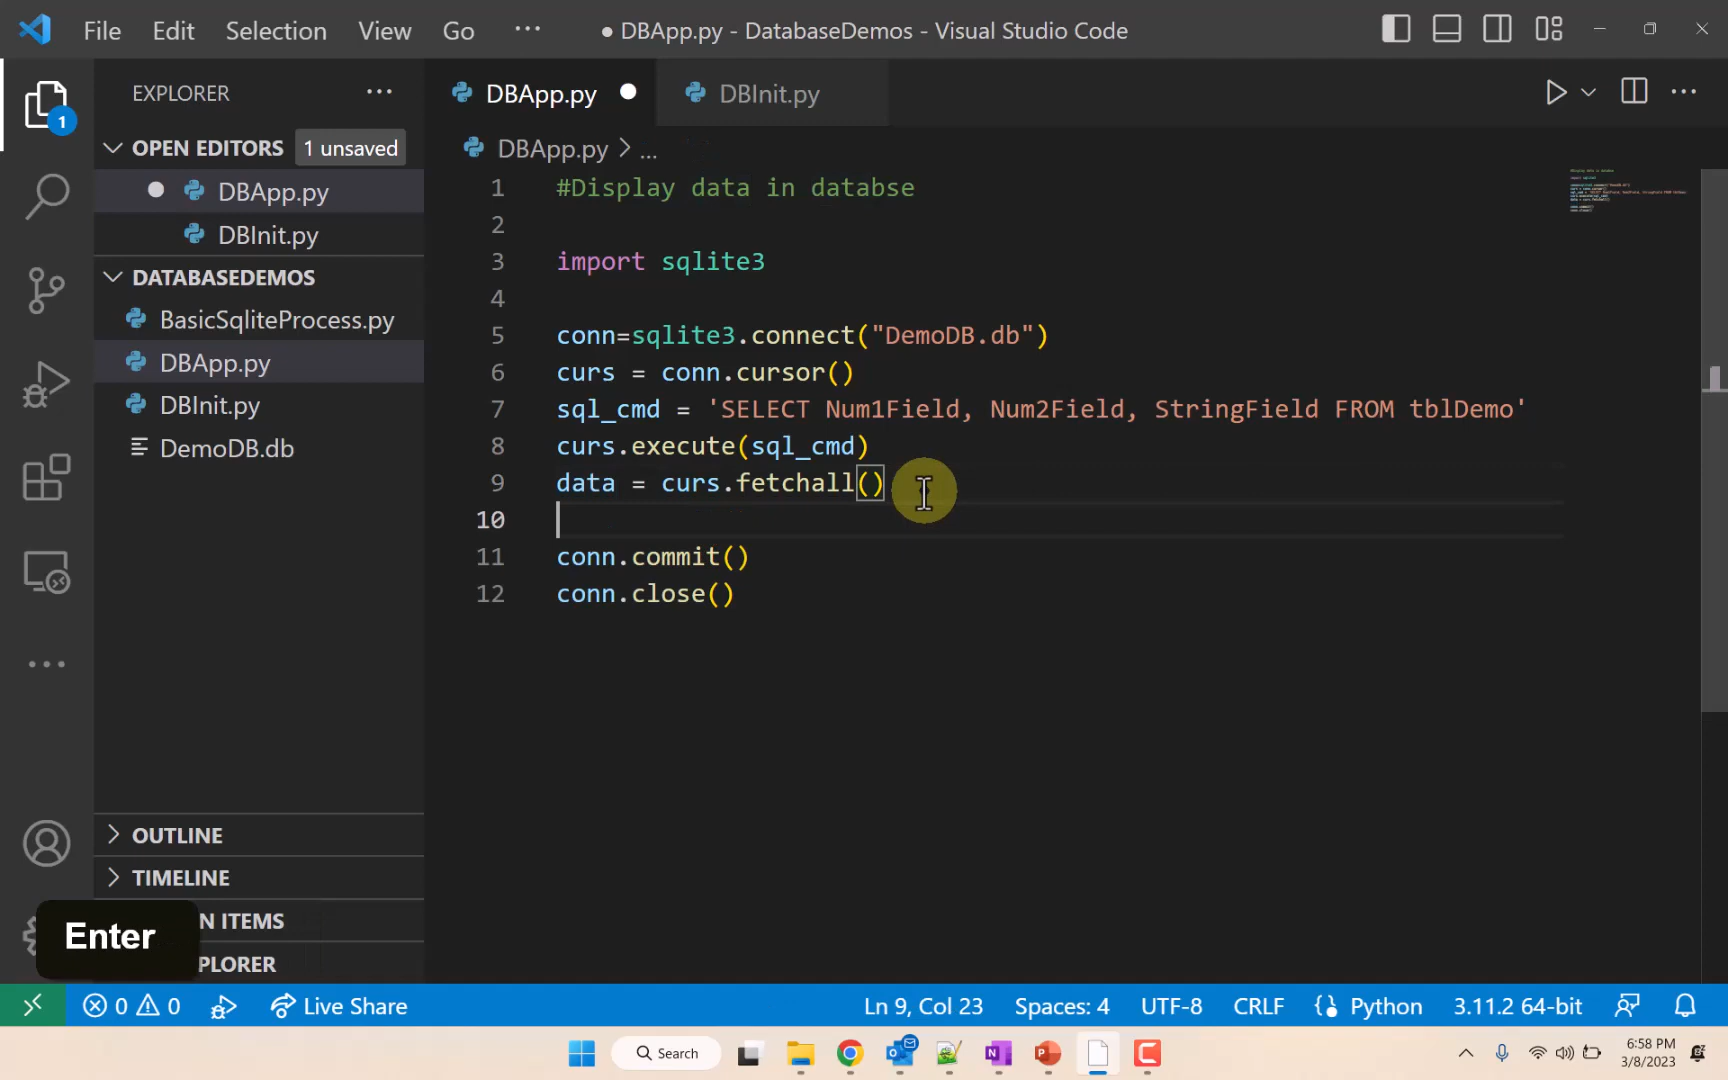 File Edit Selection View Go ··· ● DBApp.py - DatabaseDemos - Visual Studio Code
EXPLORER ···
DBApp.py ● DBInit.py
OPEN EDITORS 1 unsaved
DBApp.py
DBInit.py
DATABASEDEMOS
BasicSqliteProcess.py
DBApp.py
DBInit.py
DemoDB.db
OUTLINE
TIMELINE
N ITEMS
PLORER
1
Enter
DBApp.py > ...
1 #Display data in databse
2
3 import sqlite3
4
5 conn=sqlite3.connect("DemoDB.db")
6 curs = conn.cursor()
7 sql_cmd = 'SELECT Num1Field, Num2Field, StringField FROM tblDemo'
8 curs.execute(sql_cmd)
9 data = curs.fetchall()
10
11 conn.commit()
12 conn.close()
0 0 Live Share Ln 9, Col 23 Spaces: 4 UTF-8 CRLF Python 3.11.2 64-bit
Search
6:58 PM
3/8/2023